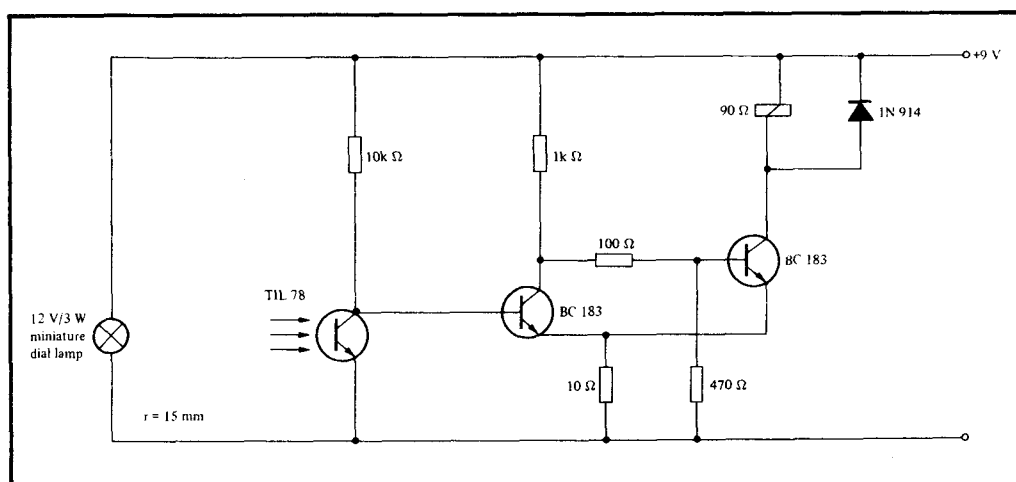 +9 V
90 Ω
1N 914
10k Ω
1k Ω
100 Ω
BC 183
TIL 78
BC 183
12 V/3 W
miniature
dial lamp
10 Ω
470 Ω
r = 15 mm